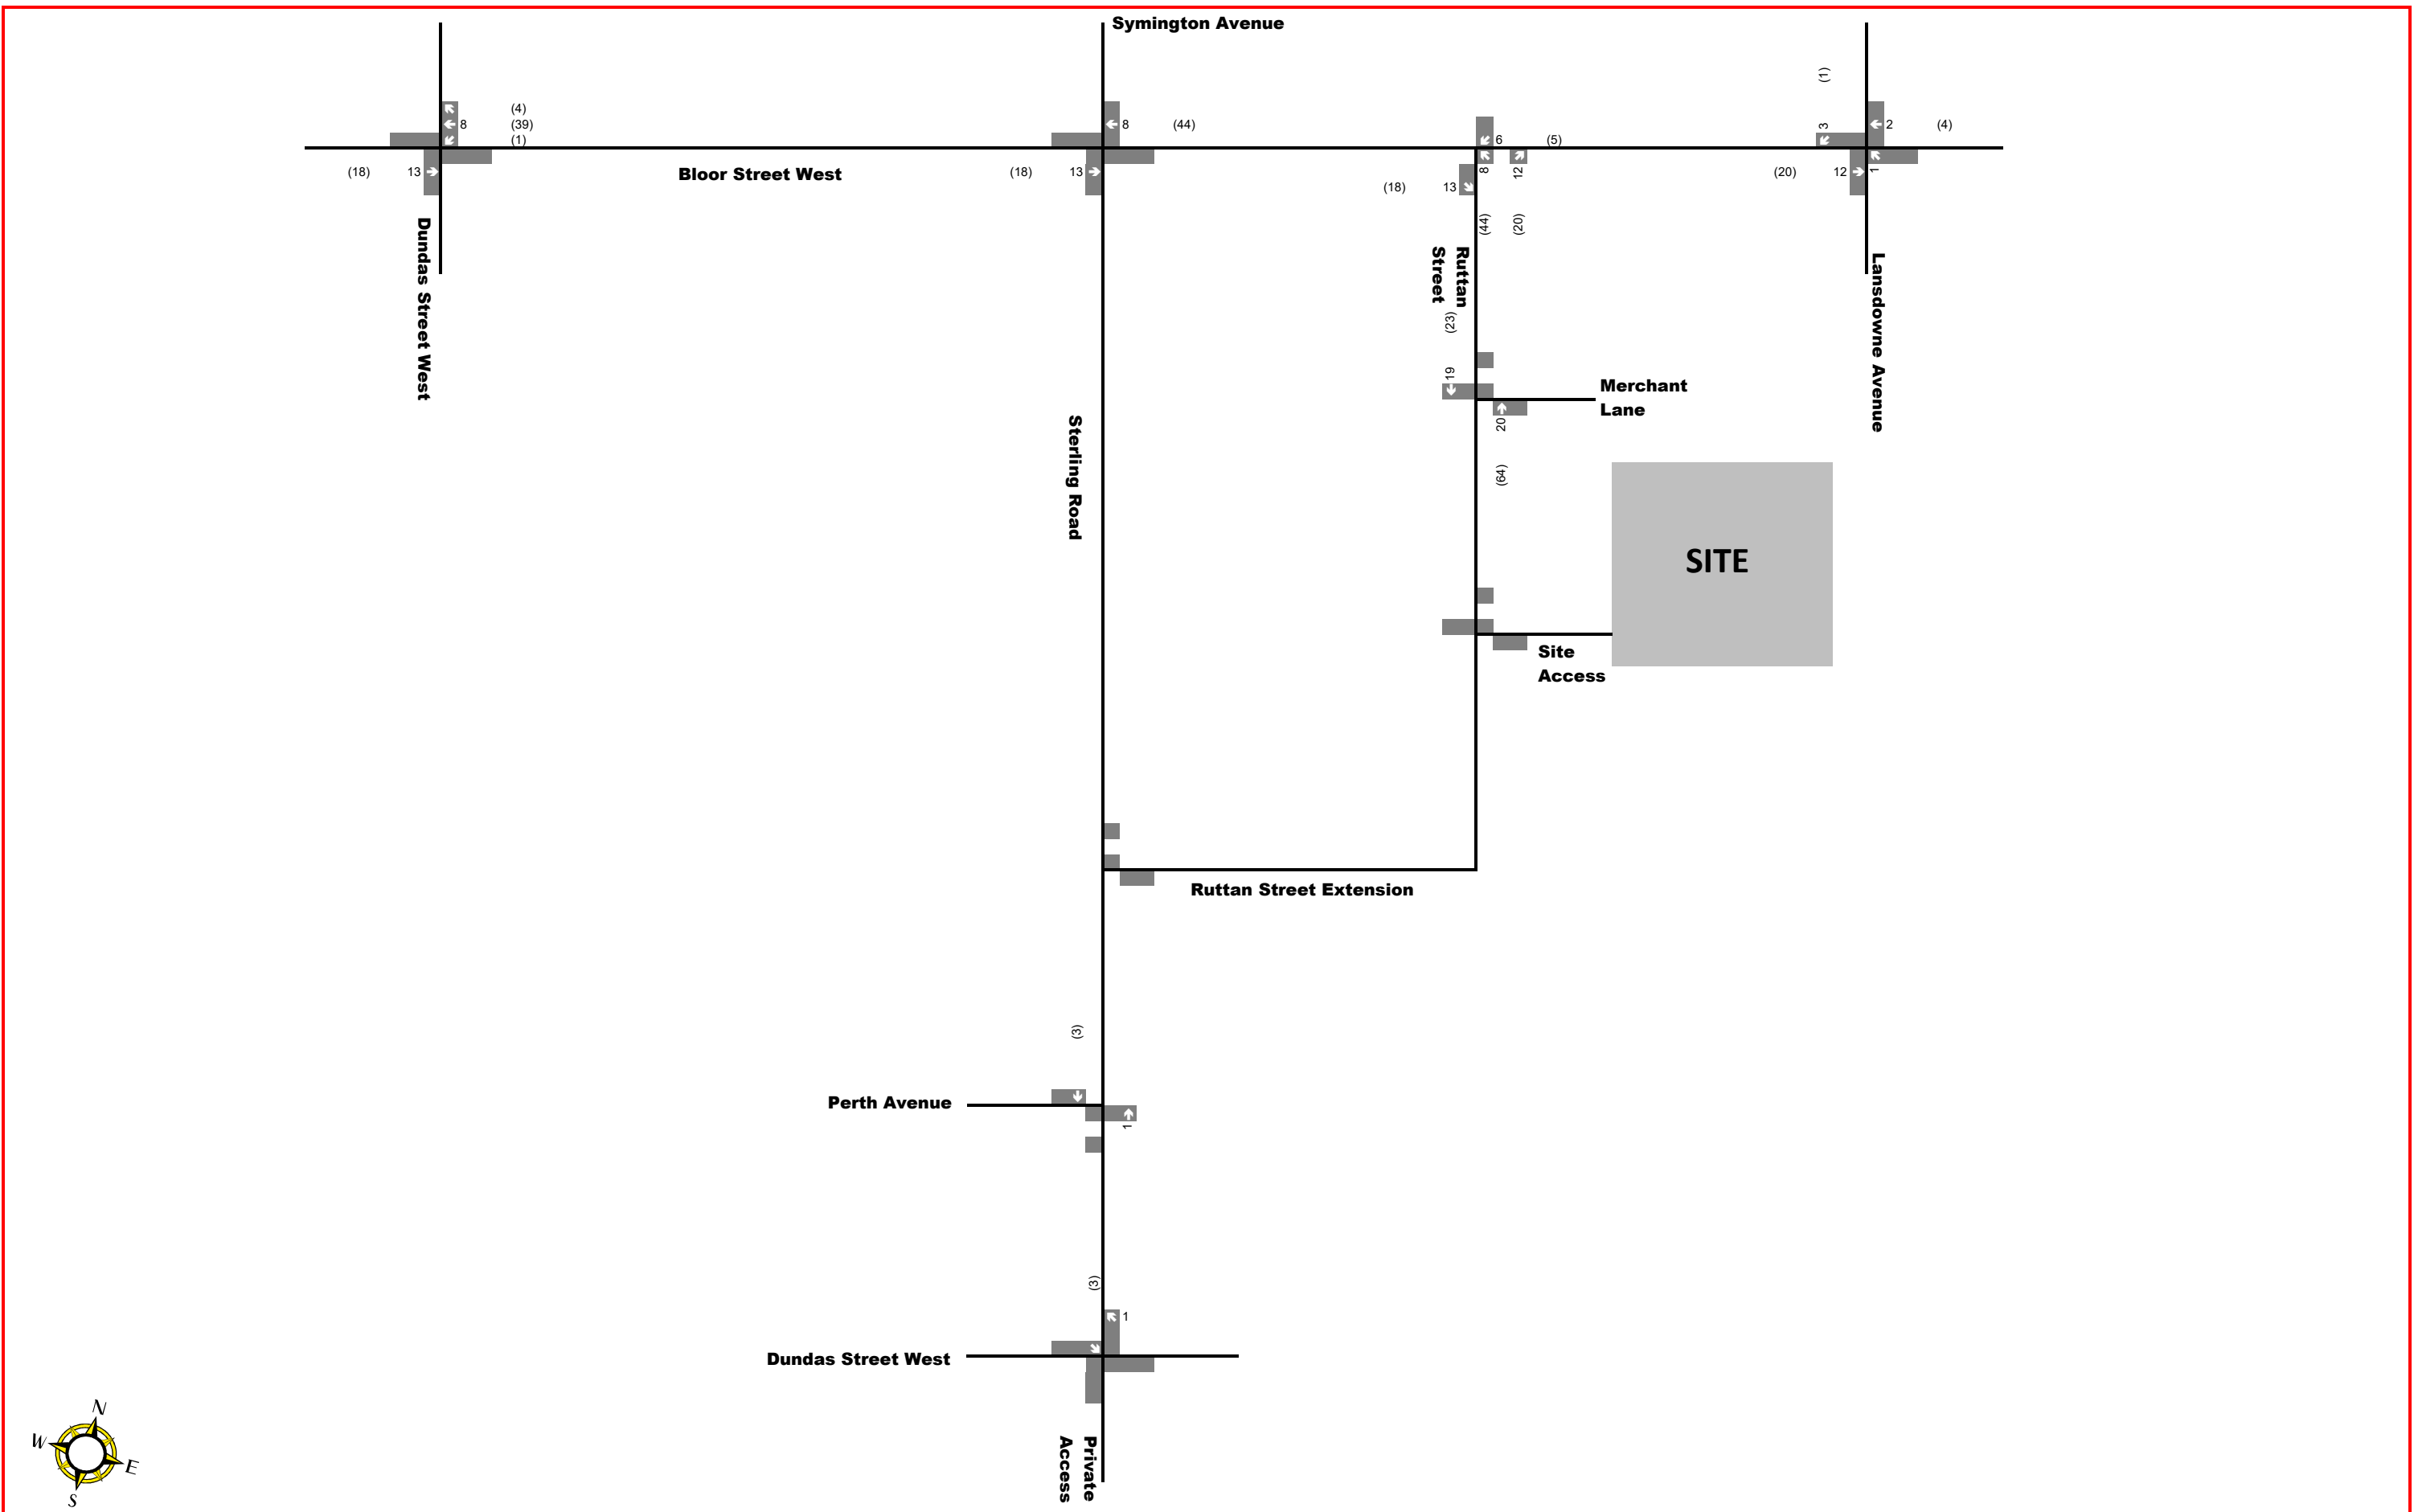 Symington Avenue
(1)
(4)
8 (39)
(1)
8 (44)
6 (5)
3
2 (4)
(18) 13
Bloor Street West
(18) 13
(18) 13
8
12
(44)
(20)
(20) 12
1
Dundas Street West
Ruttan
Street
Lansdowne Avenue
(23)
19
Merchant
Lane
20
(64)
Sterling Road
SITE
Site
Access
Ruttan Street Extension
(3)
Perth Avenue
1
(3)
1
Dundas Street West
Private
Access
N
W
E
S